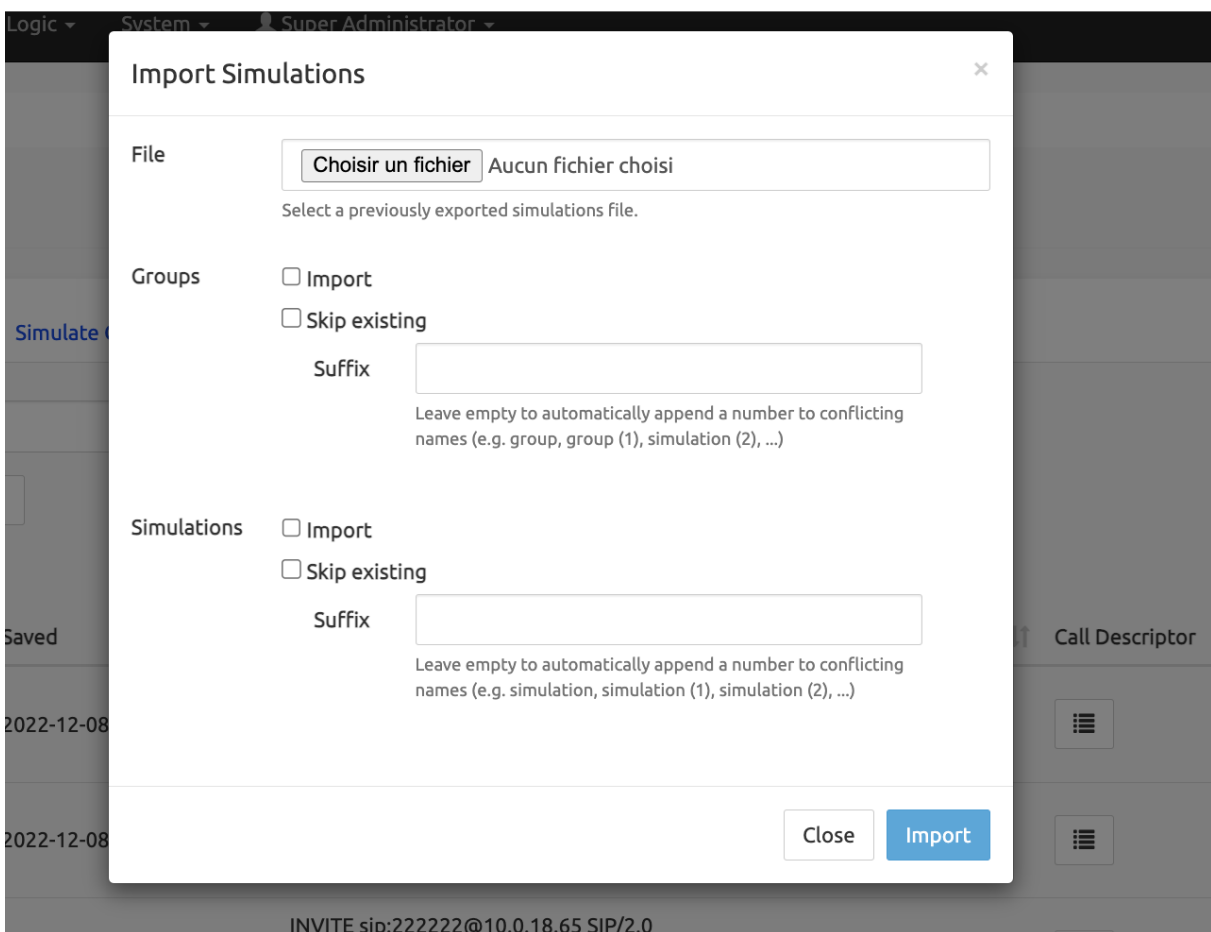 Logic System Super Administrator
Import Simulations ×
File Choisir un fichier Aucun fichier choisi
Select a previously exported simulations file.
Groups Import
Skip existing
Simulate
Suffix
Leave empty to automatically append a number to conflicting
names (e.g. group, group (1), simulation (2), ...)
Simulations Import
Skip existing
Suffix
Saved Call Descriptor
Leave empty to automatically append a number to conflicting
names (e.g. simulation, simulation (1), simulation (2), ...)
2022-12-08
2022-12-08
Close Import
INVITE sip:222222@10.0.18.65 SIP/2.0